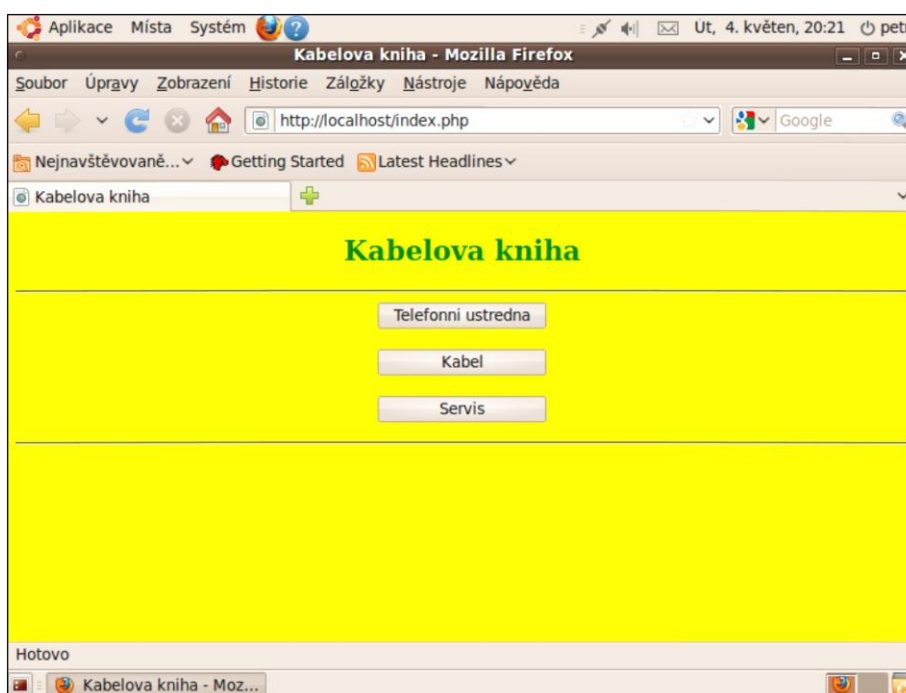 Aplikace Místa Systém Út, 4. květen, 20:21 petr
Kabelova kniha - Mozilla Firefox
Soubor Úpravy Zobrazení Historie Záložky Nástroje Nápověda
http://localhost/index.php Google
Nejnavštěvovaně... Getting Started Latest Headlines
Kabelova kniha
Kabelova kniha
Telefonni ustredna
Kabel
Servis
Hotovo
Kabelova kniha - Moz...